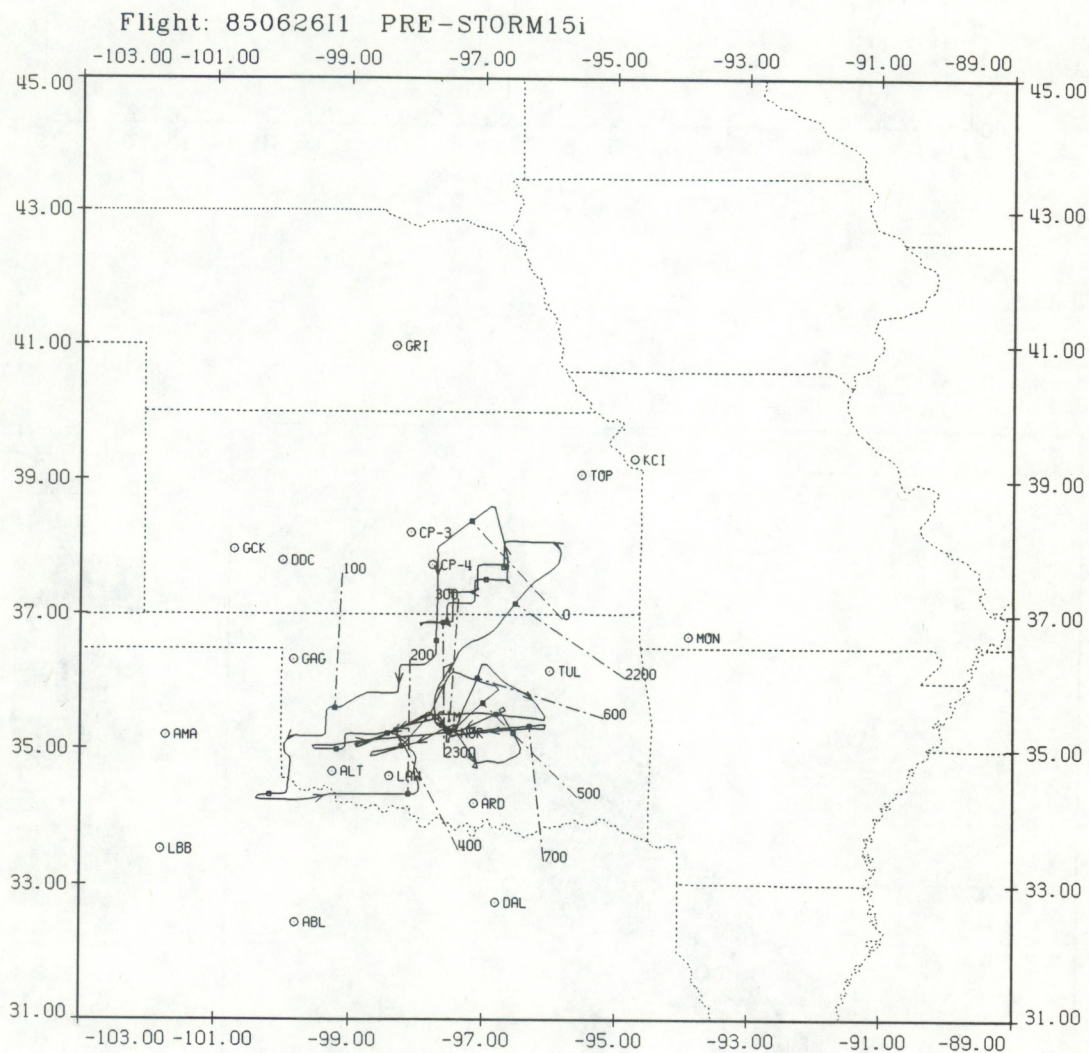 Flight: 850626I1 PRE-STORM15i
-103.00 -101.00 -99.00 -97.00 -95.00 -93.00 -91.00 -89.00
45.00 45.00
43.00 43.00
41.00 GRI 41.00
39.00 TOP KCI 39.00
GCK DDC CP-3 CP-4
100 300
37.00 0 MON 37.00
GAG 200 TUL 2200
600
35.00 AMA 2300 35.00
ALT LAW ARD 500
400 700
LBB
33.00 DAL 33.00
ABL
31.00 31.00
-103.00 -101.00 -99.00 -97.00 -95.00 -93.00 -91.00 -89.00